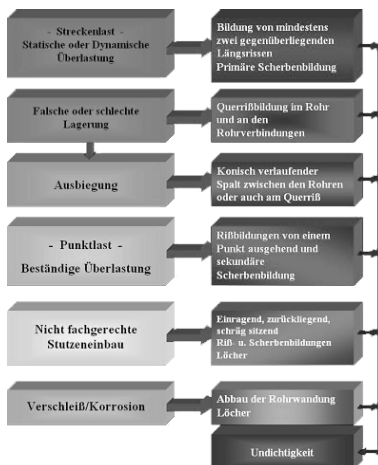 - Streckenlast -
Statische oder Dynamische
Überlastung
Bildung von mindestens
zwei gegenüberliegenden
Längsrissen
Primäre Scherbenbildung
Falsche oder schlechte
Lagerung
Querrißbildung im Rohr
und an den
Rohrverbindungen
Ausbiegung
Konisch verlaufender
Spalt zwischen den Rohren
oder auch am Querriß
- Punktlast -
Beständige Überlastung
Rißbildungen von einem
Punkt ausgehend und
sekundäre
Scherbenbildung
Nicht fachgerechte
Stutzeneinbau
Einragend, zurückliegend,
schräg sitzend
Riß- u. Scherbenbildungen
Löcher
Verschleiß/Korrosion
Abbau der Rohrwandung
Löcher
Undichtigkeit